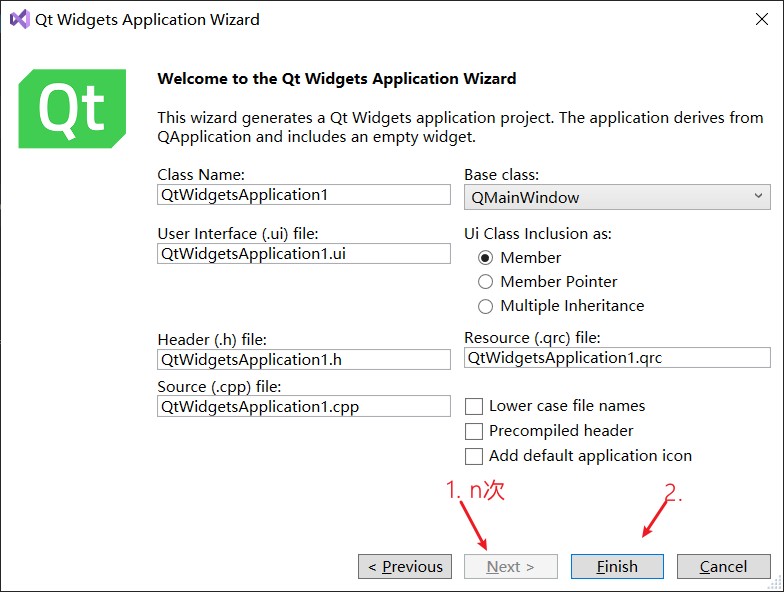 Qt Widgets Application Wizard
Qt
Welcome to the Qt Widgets Application Wizard
This wizard generates a Qt Widgets application project. The application derives from
QApplication and includes an empty widget.
Class Name:
QtWidgetsApplication1
Base class:
QMainWindow
User Interface (.ui) file:
QtWidgetsApplication1.ui
Ui Class Inclusion as:
Member
Member Pointer
Multiple Inheritance
Header (.h) file:
QtWidgetsApplication1.h
Resource (.qrc) file:
QtWidgetsApplication1.qrc
Source (.cpp) file:
QtWidgetsApplication1.cpp
Lower case file names
Precompiled header
Add default application icon
1. n次
2.
< Previous
Next >
Finish
Cancel